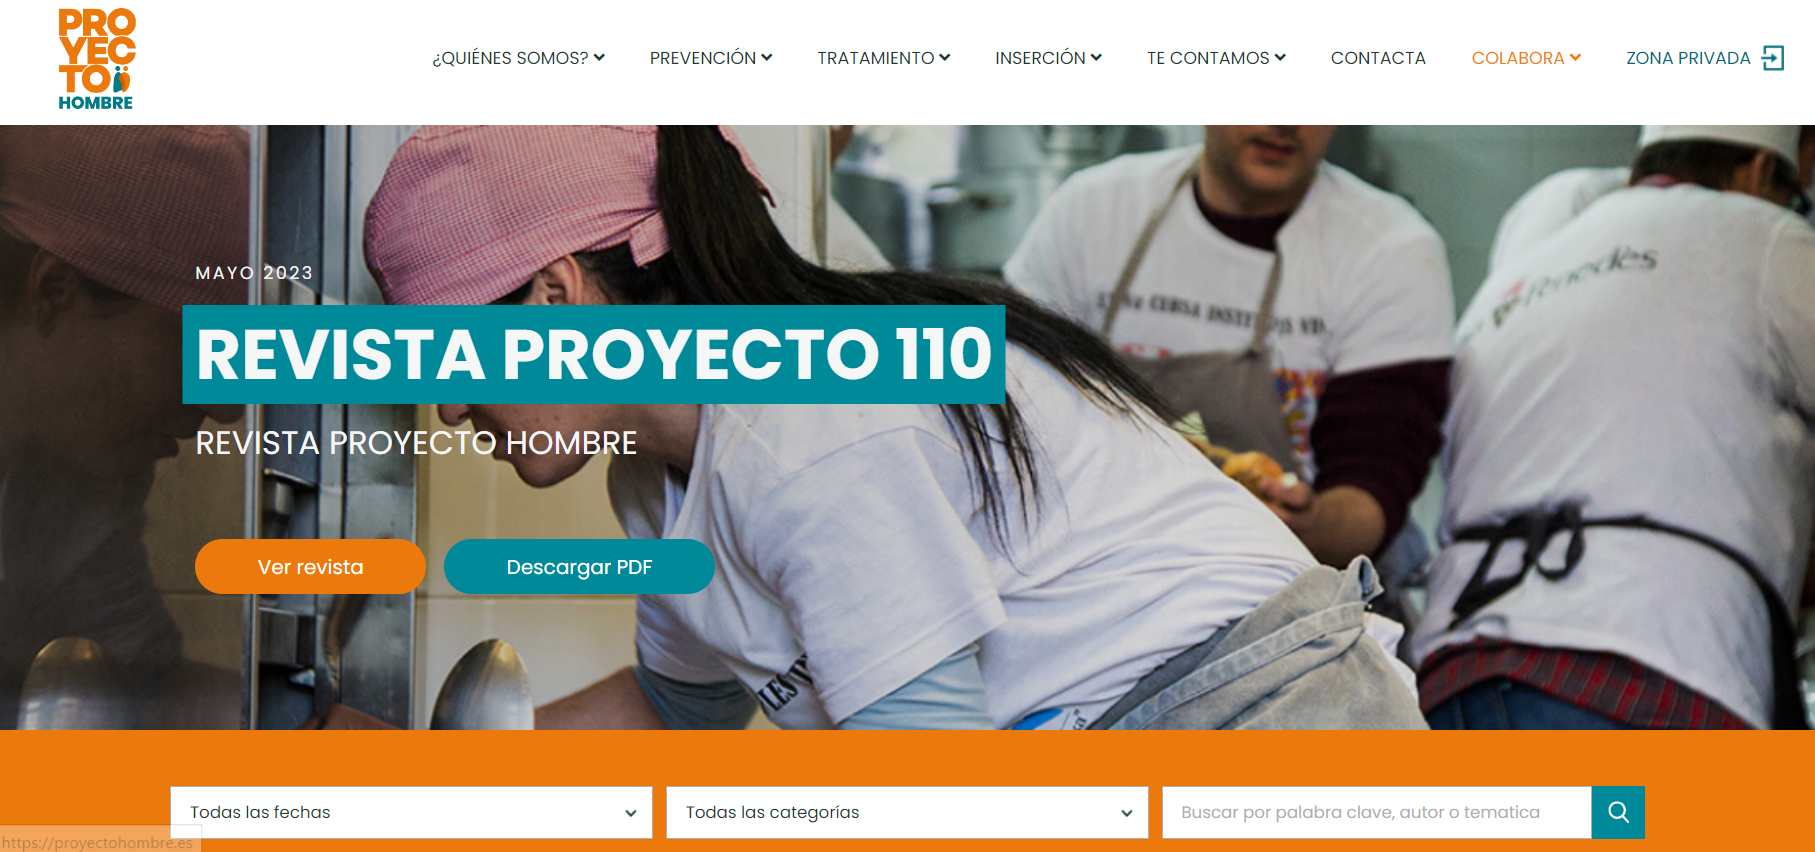 PRO
YEC
TO
HOMBRE
¿QUIÉNES SOMOS?
PREVENCIÓN
TRATAMIENTO
INSERCIÓN
TE CONTAMOS
CONTACTA
COLABORA
ZONA PRIVADA
MAYO 2023
REVISTA PROYECTO 110
REVISTA PROYECTO HOMBRE
Ver revista
Descargar PDF
Todas las fechas
Todas las categorías
Buscar por palabra clave, autor o tematica
https://proyectohombre.es